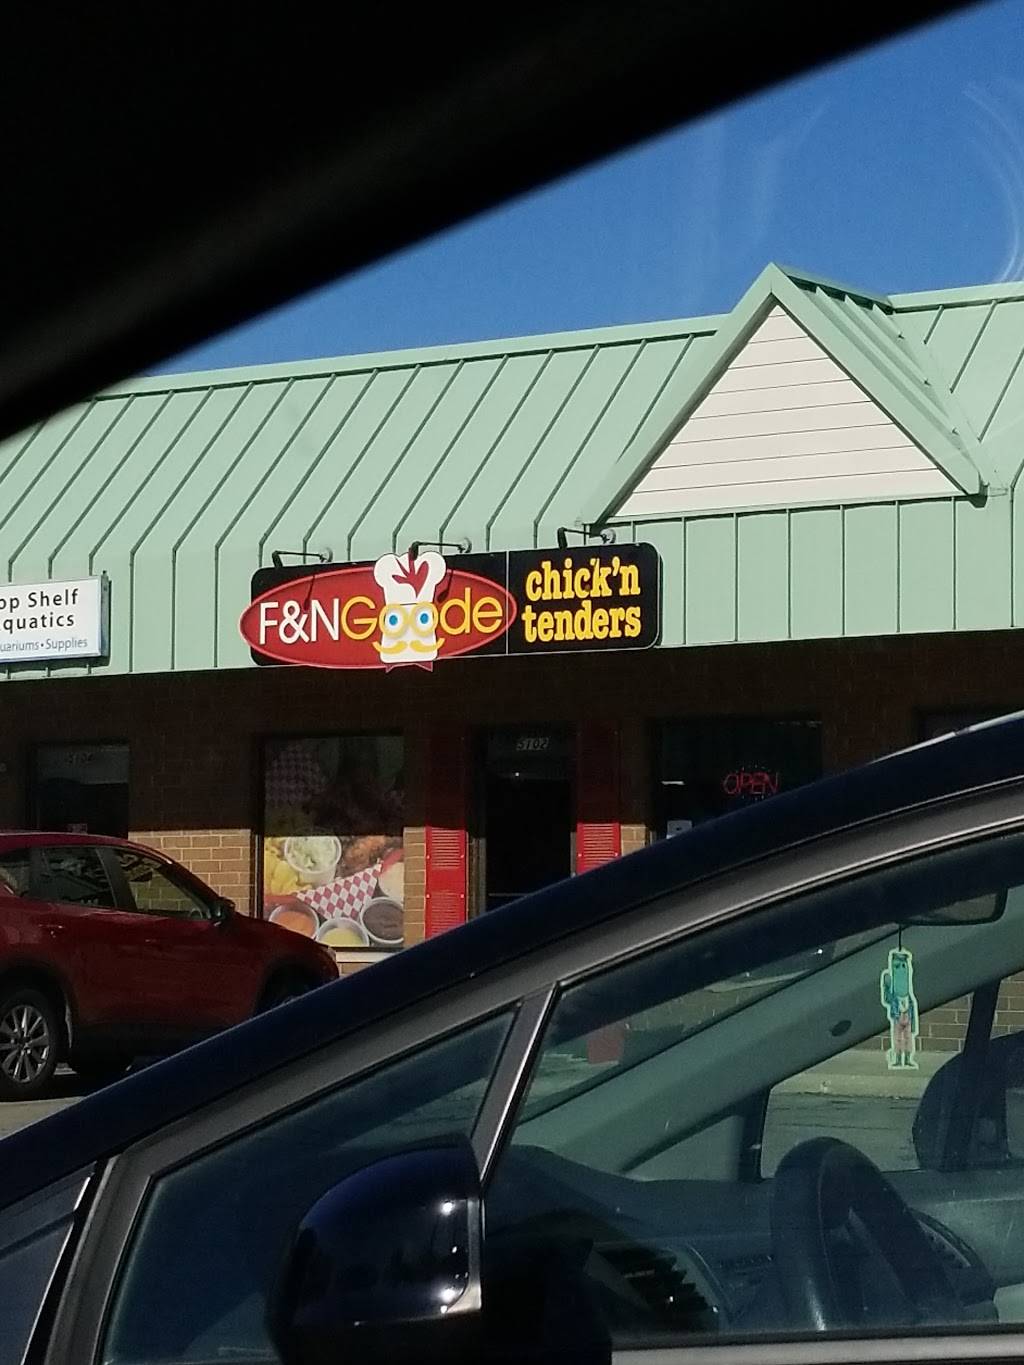 op Shelf
quatics
uariums•Supplies
F&NGoode
chick'n
tenders
5102
OPEN